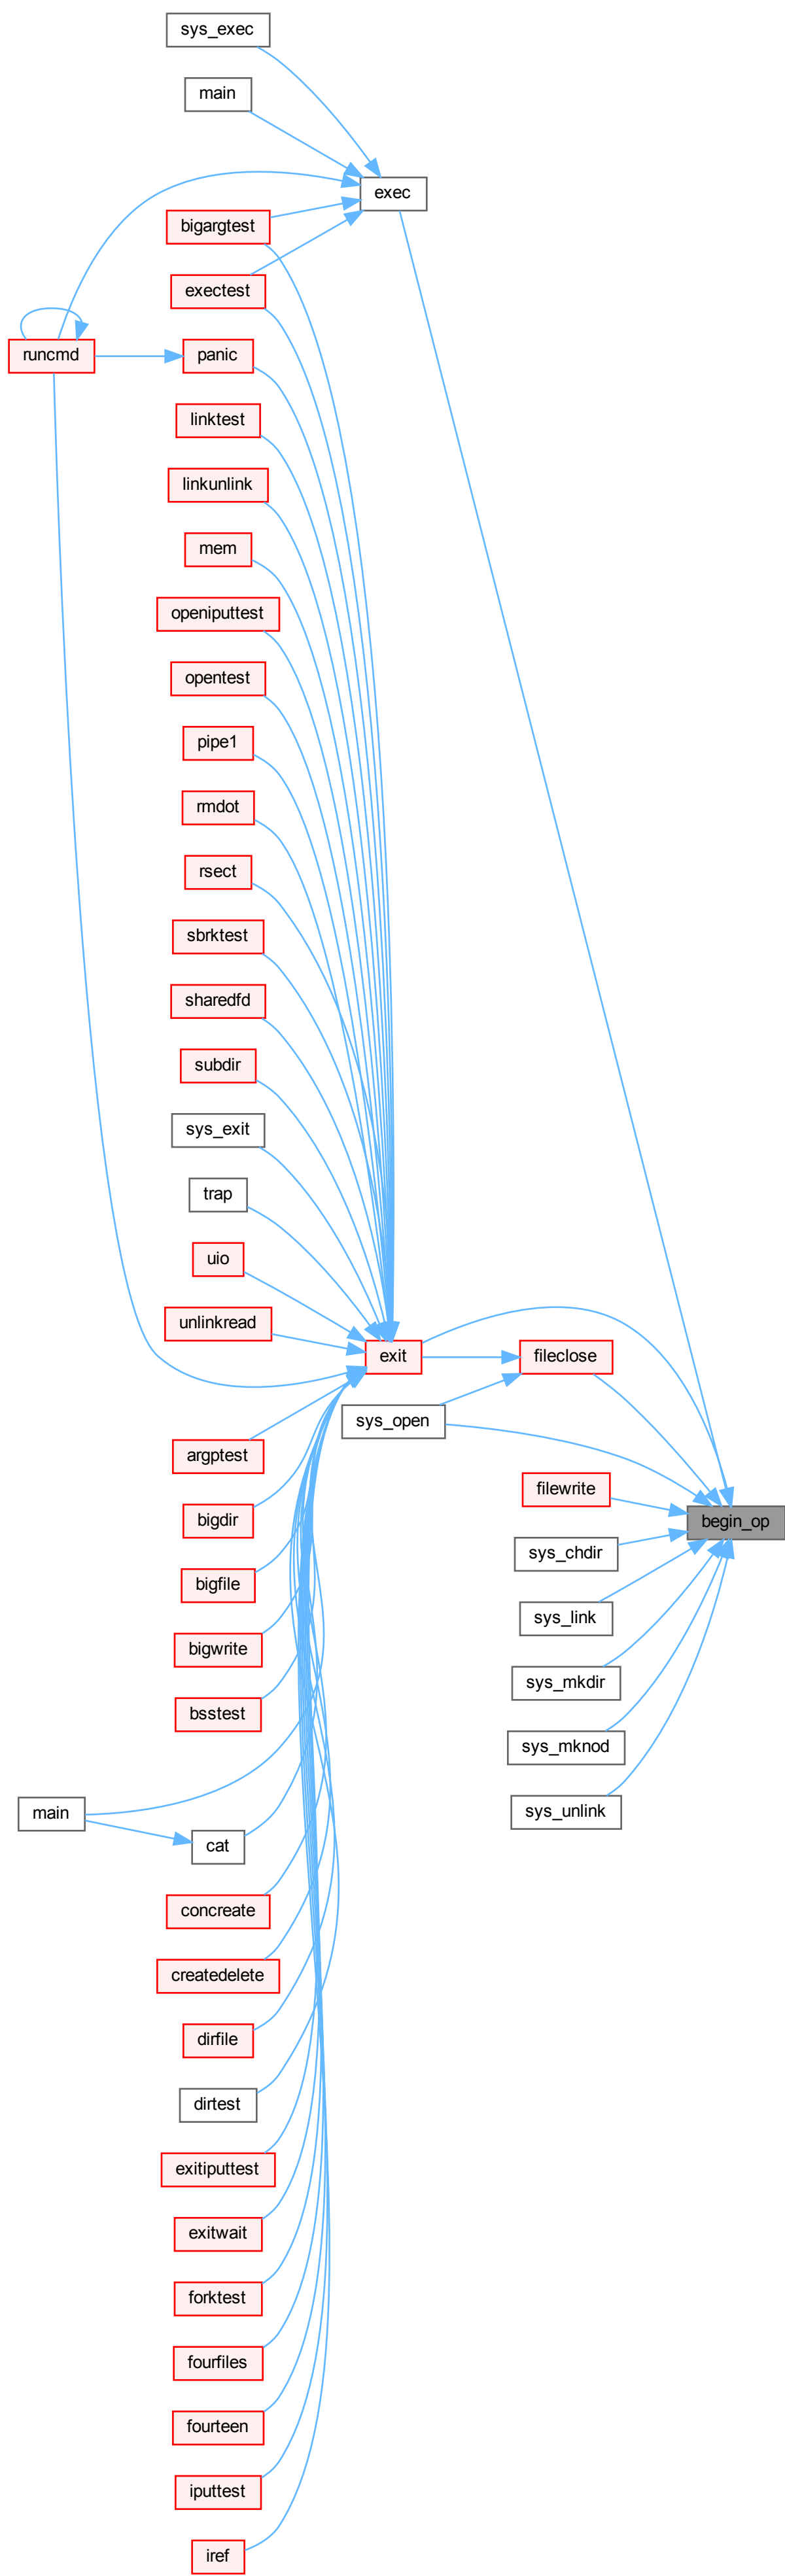 sys_exec
main
exec
bigargtest
exectest
runcmd
panic
linktest
linkunlink
mem
openiputtest
opentest
pipe1
rmdot
rsect
sbrktest
sharedfd
subdir
sys_exit
trap
uio
unlinkread
exit
fileclose
sys_open
argptest
filewrite
bigdir
begin_op
sys_chdir
bigfile
sys_link
bigwrite
sys_mkdir
bsstest
sys_mknod
main
sys_unlink
cat
concreate
createdelete
dirfile
dirtest
exitiputtest
exitwait
forktest
fourfiles
fourteen
iputtest
iref